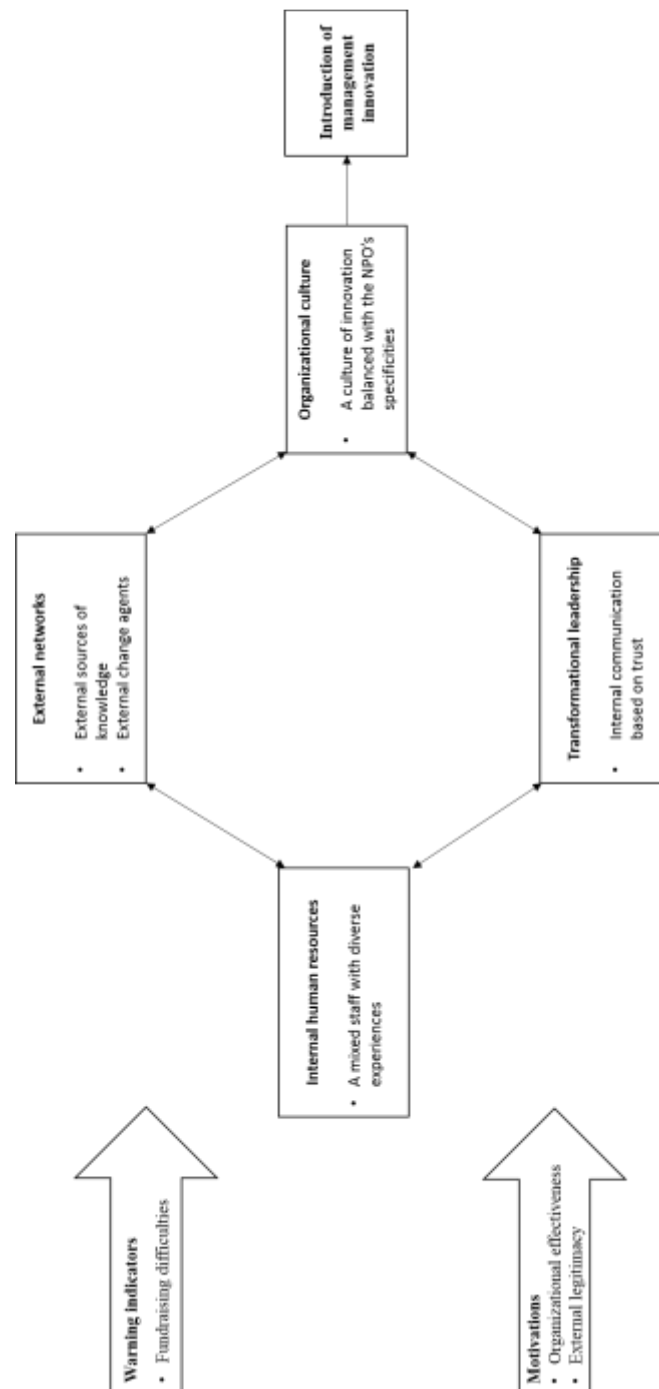 Warning indicators
• Fundraising difficulties
Motivations
• Organizational effectiveness
• External legitimacy
Internal human resources
• A mixed staff with diverse
experiences
External networks
• External sources of
knowledge
• External change agents
Transformational leadership
• Internal communication
based on trust
Organizational culture
• A culture of innovation
balanced with the NPO's
specificities
Introduction of
management
innovation